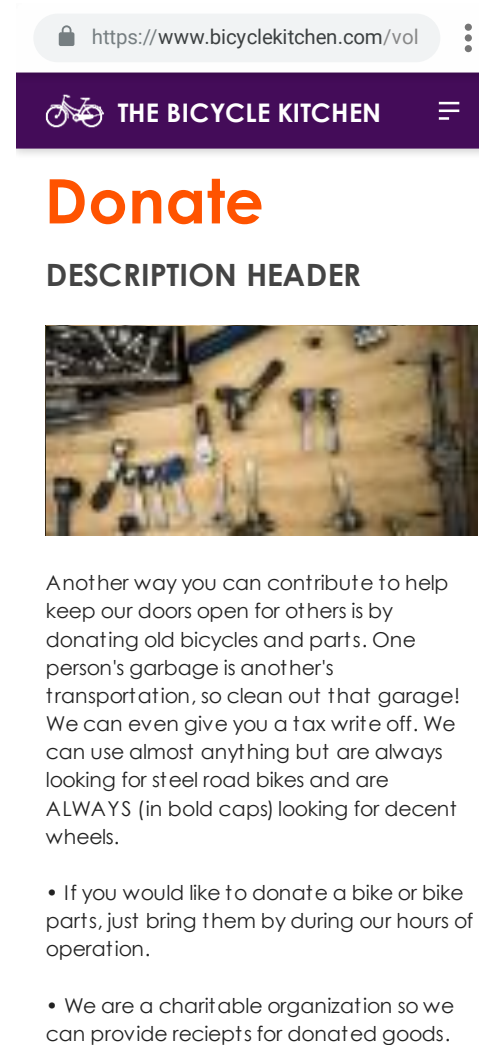 https://www.bicyclekitchen.com/vol
THE BICYCLE KITCHEN
Donate
DESCRIPTION HEADER
Another way you can contribute to help
keep our doors open for others is by
donating old bicycles and parts. One
person's garbage is another's
transportation, so clean out that garage!
We can even give you a tax write off. We
can use almost anything but are always
looking for steel road bikes and are
ALWAYS (in bold caps) looking for decent
wheels.
• If you would like to donate a bike or bike
parts, just bring them by during our hours of
operation.
• We are a charitable organization so we
can provide reciepts for donated goods.